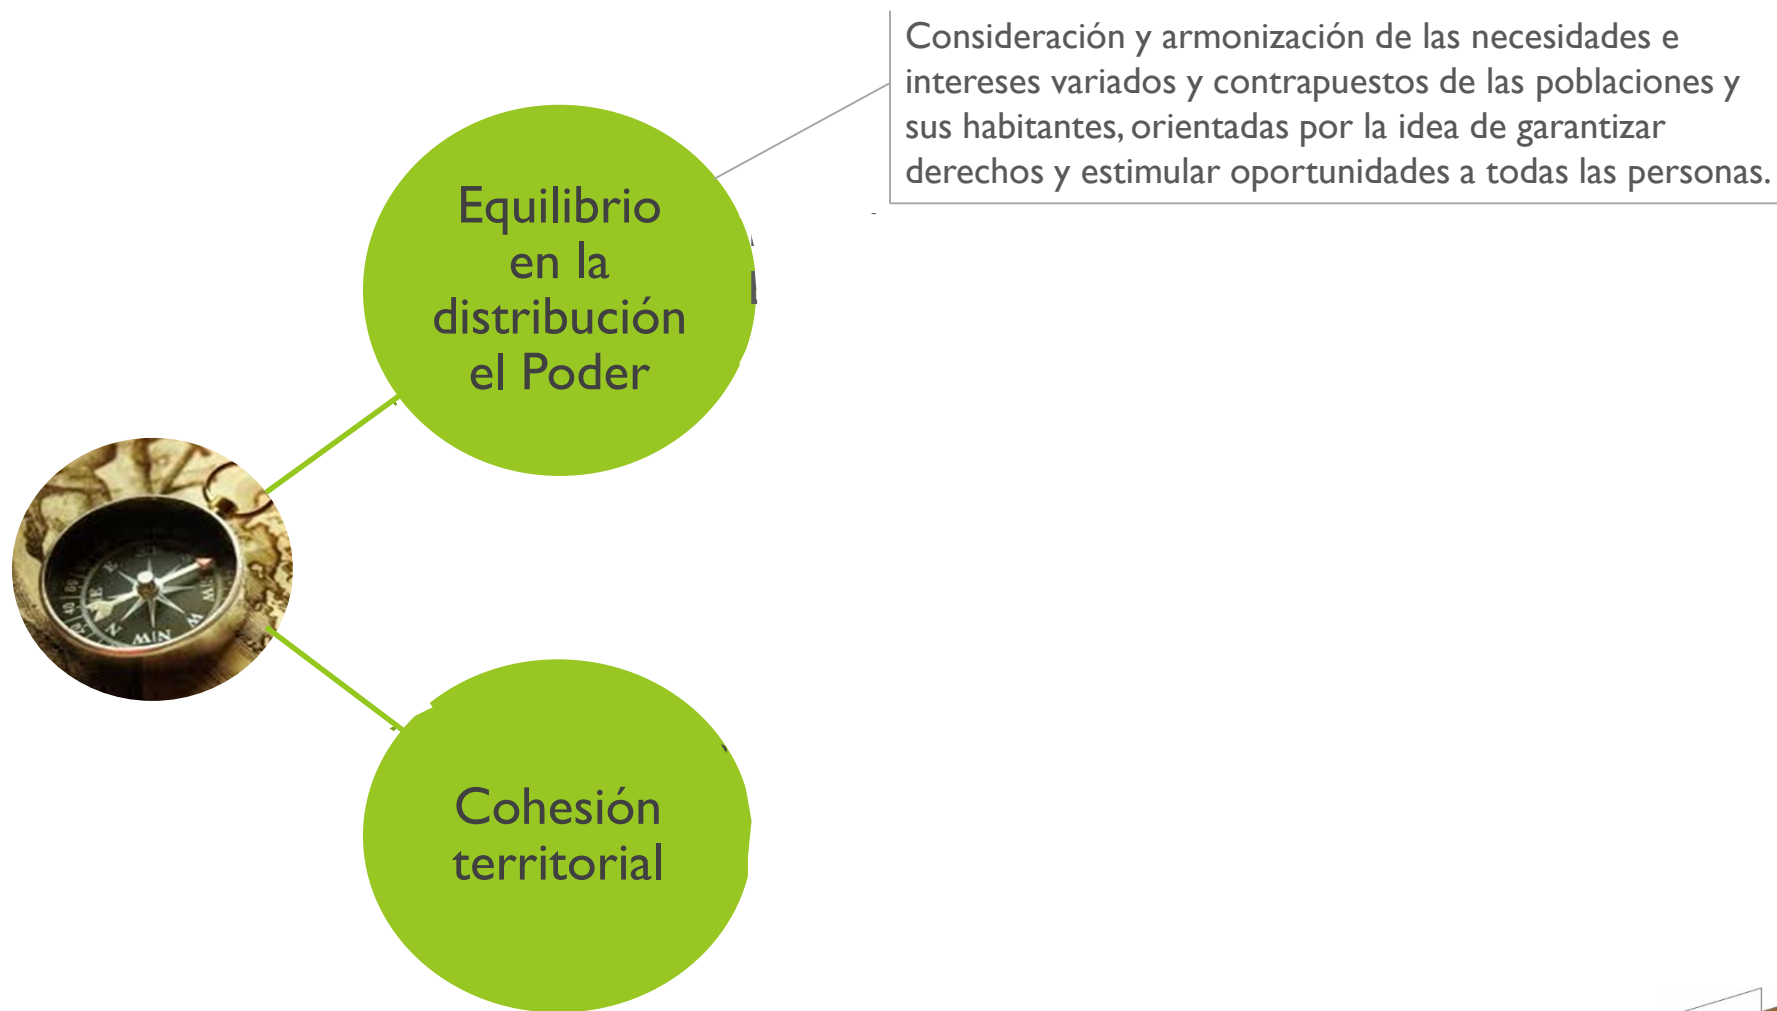 Consideración y armonización de las necesidades e
intereses variados y contrapuestos de las poblaciones y
sus habitantes, orientadas por la idea de garantizar
derechos y estimular oportunidades a todas las personas.
Equilibrio
en la
distribución
el Poder
Cohesión
territorial